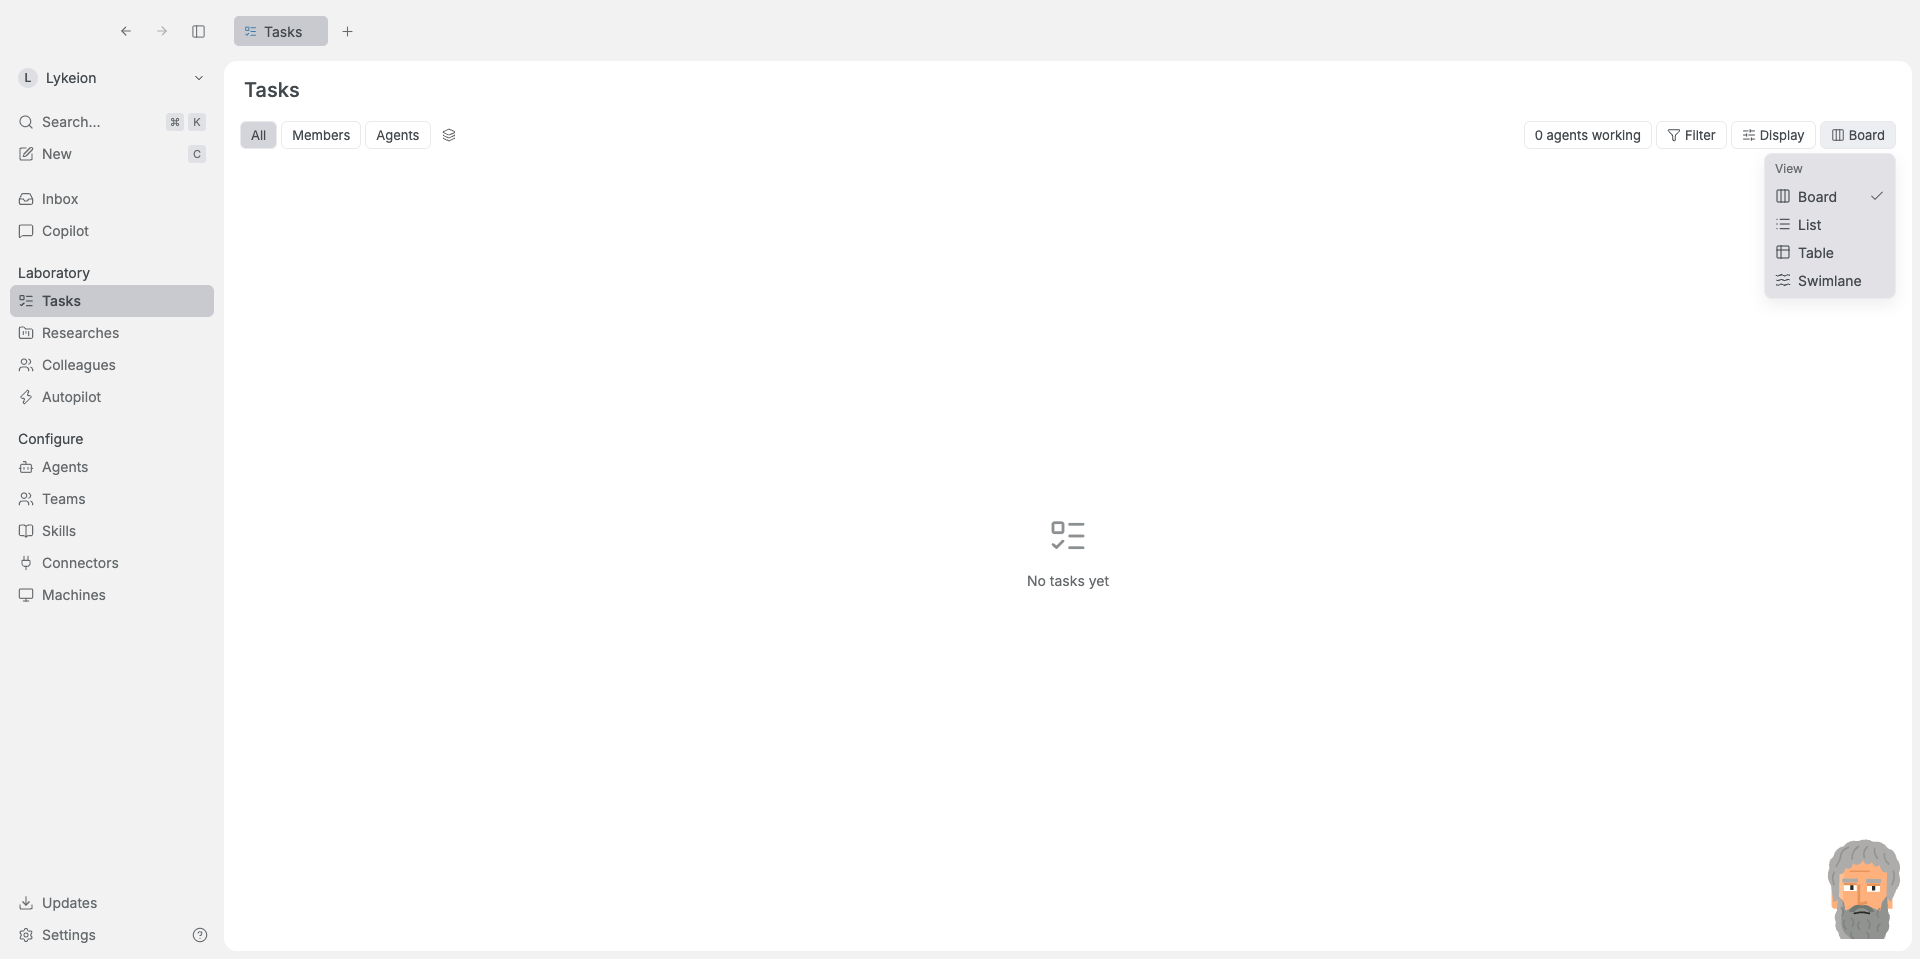 Tasks
L Lykeion
Search... ⌘ K
New C
Inbox
Copilot
Laboratory
Tasks
Researches
Colleagues
Autopilot
Configure
Agents
Teams
Skills
Connectors
Machines
Updates
Settings
Tasks
All Members Agents
0 agents working Filter Display Board
View
Board
List
Table
Swimlane
No tasks yet